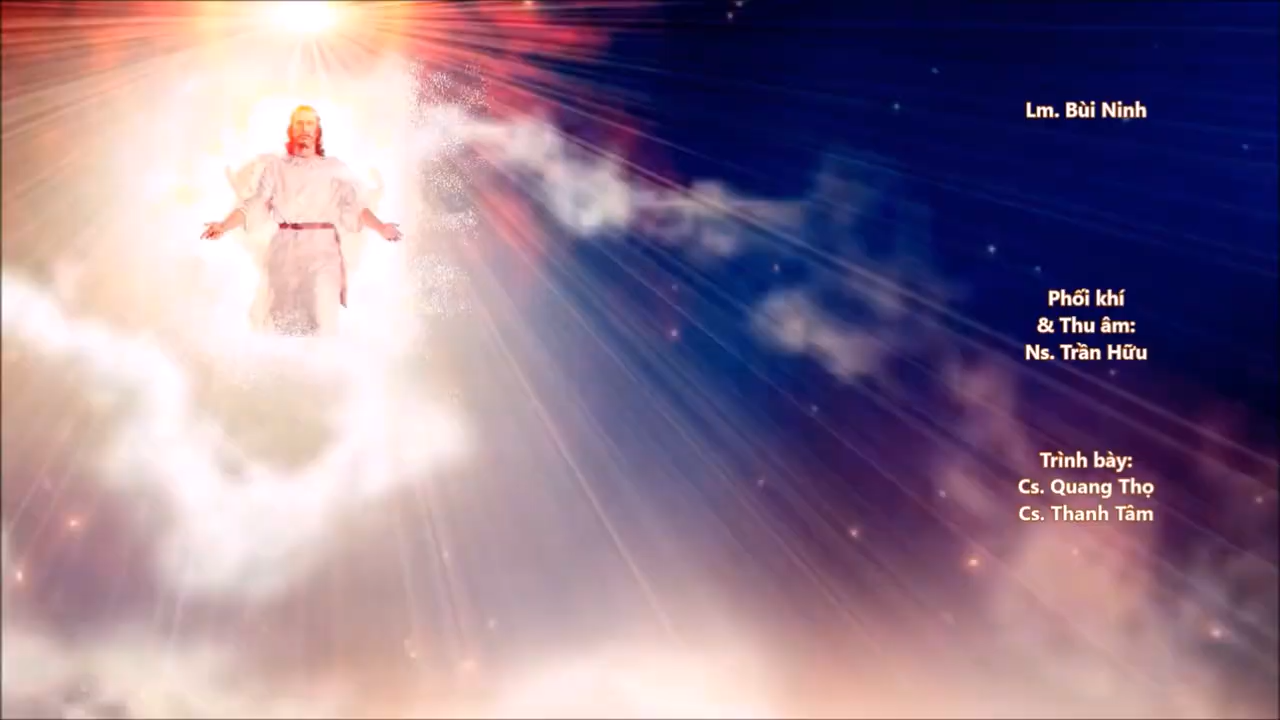 Lm. Bùi Ninh
Phối khí
& Thu âm:
Ns. Trần Hữu
Trình bày:
Cs. Quang Thọ
Cs. Thanh Tâm